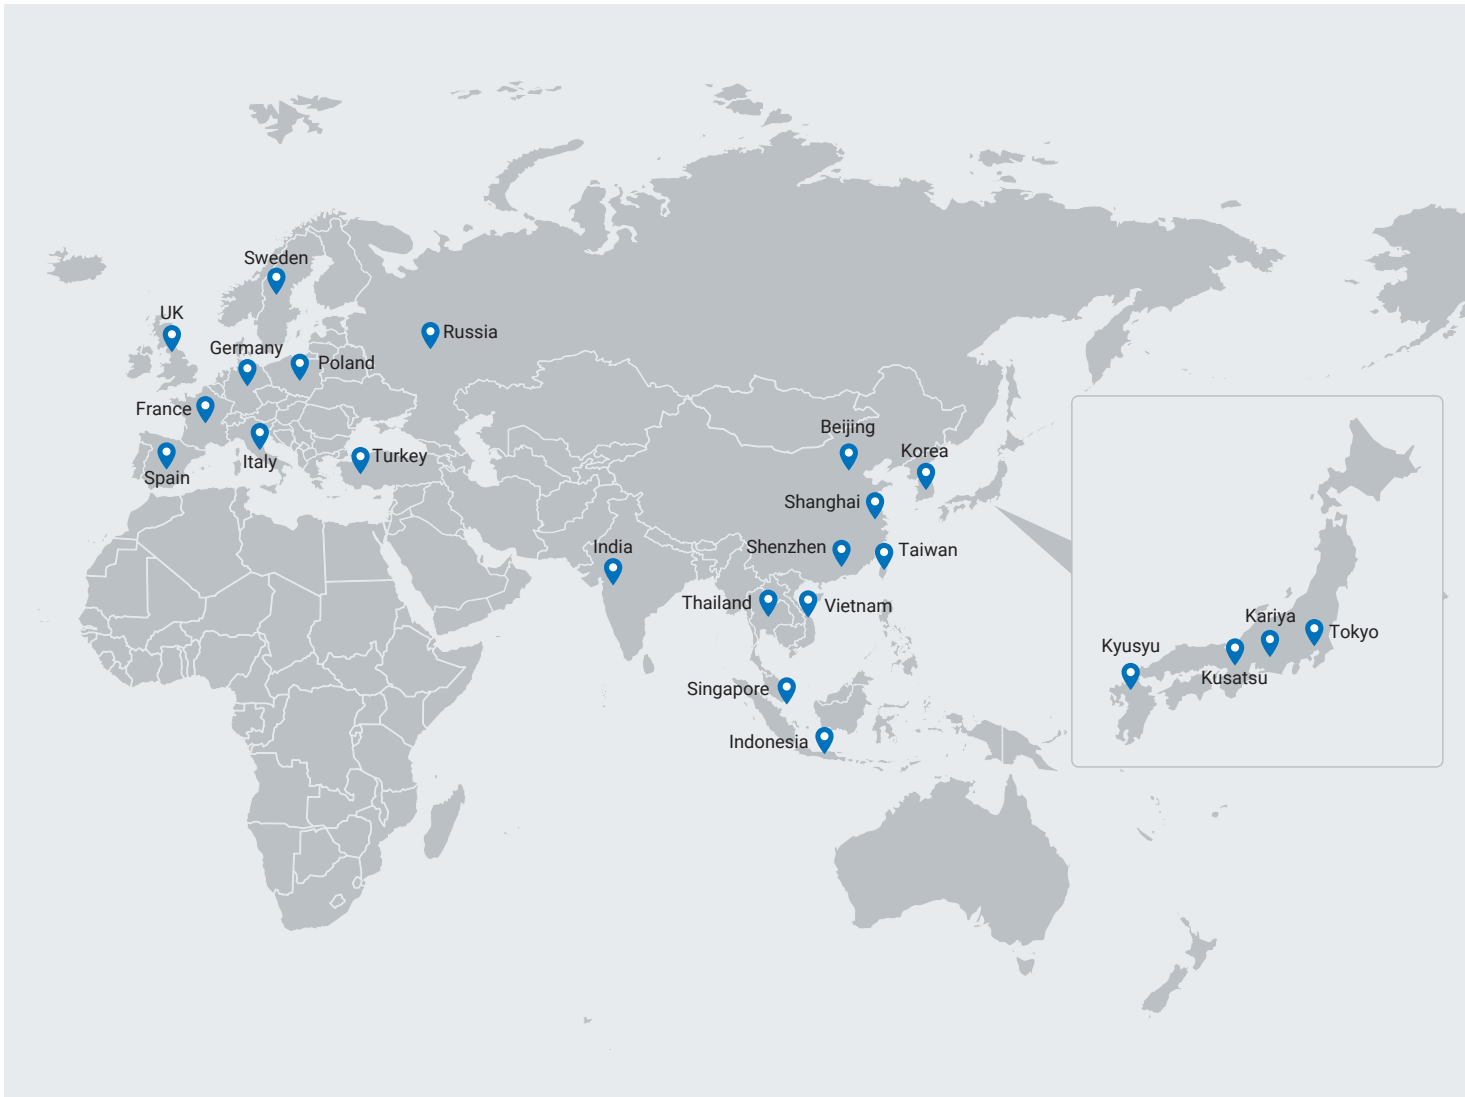 Sweden
UK
Germany
Poland
Russia
France
Italy
Turkey
Spain
Beijing
Korea
Shanghai
Shenzhen
Taiwan
India
Thailand
Vietnam
Singapore
Indonesia
Kariya
Tokyo
Kyusyu
Kusatsu